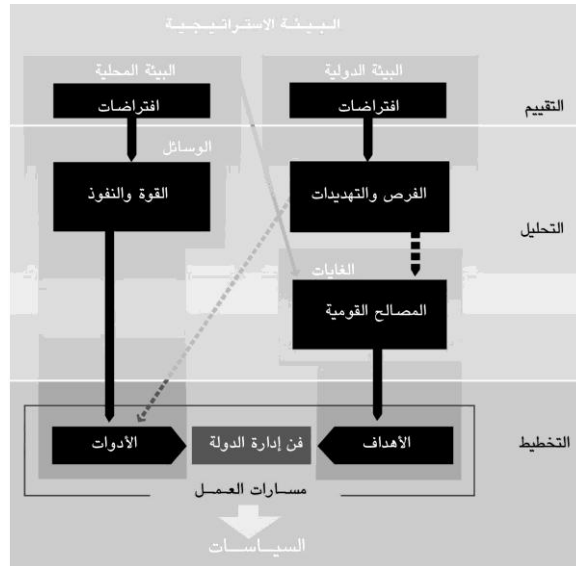 البيئة الاستراتيجية
البيئة الدولية
البيئة المحلية
التقييم
افتراضات
افتراضات
الوسائل
الفرص والتهديدات
القوة والنفوذ
التحليل
الغايات
المصالح القومية
التخطيط
الأهداف
فن إدارة الدولة
الأدوات
مسارات العمل
السياسات